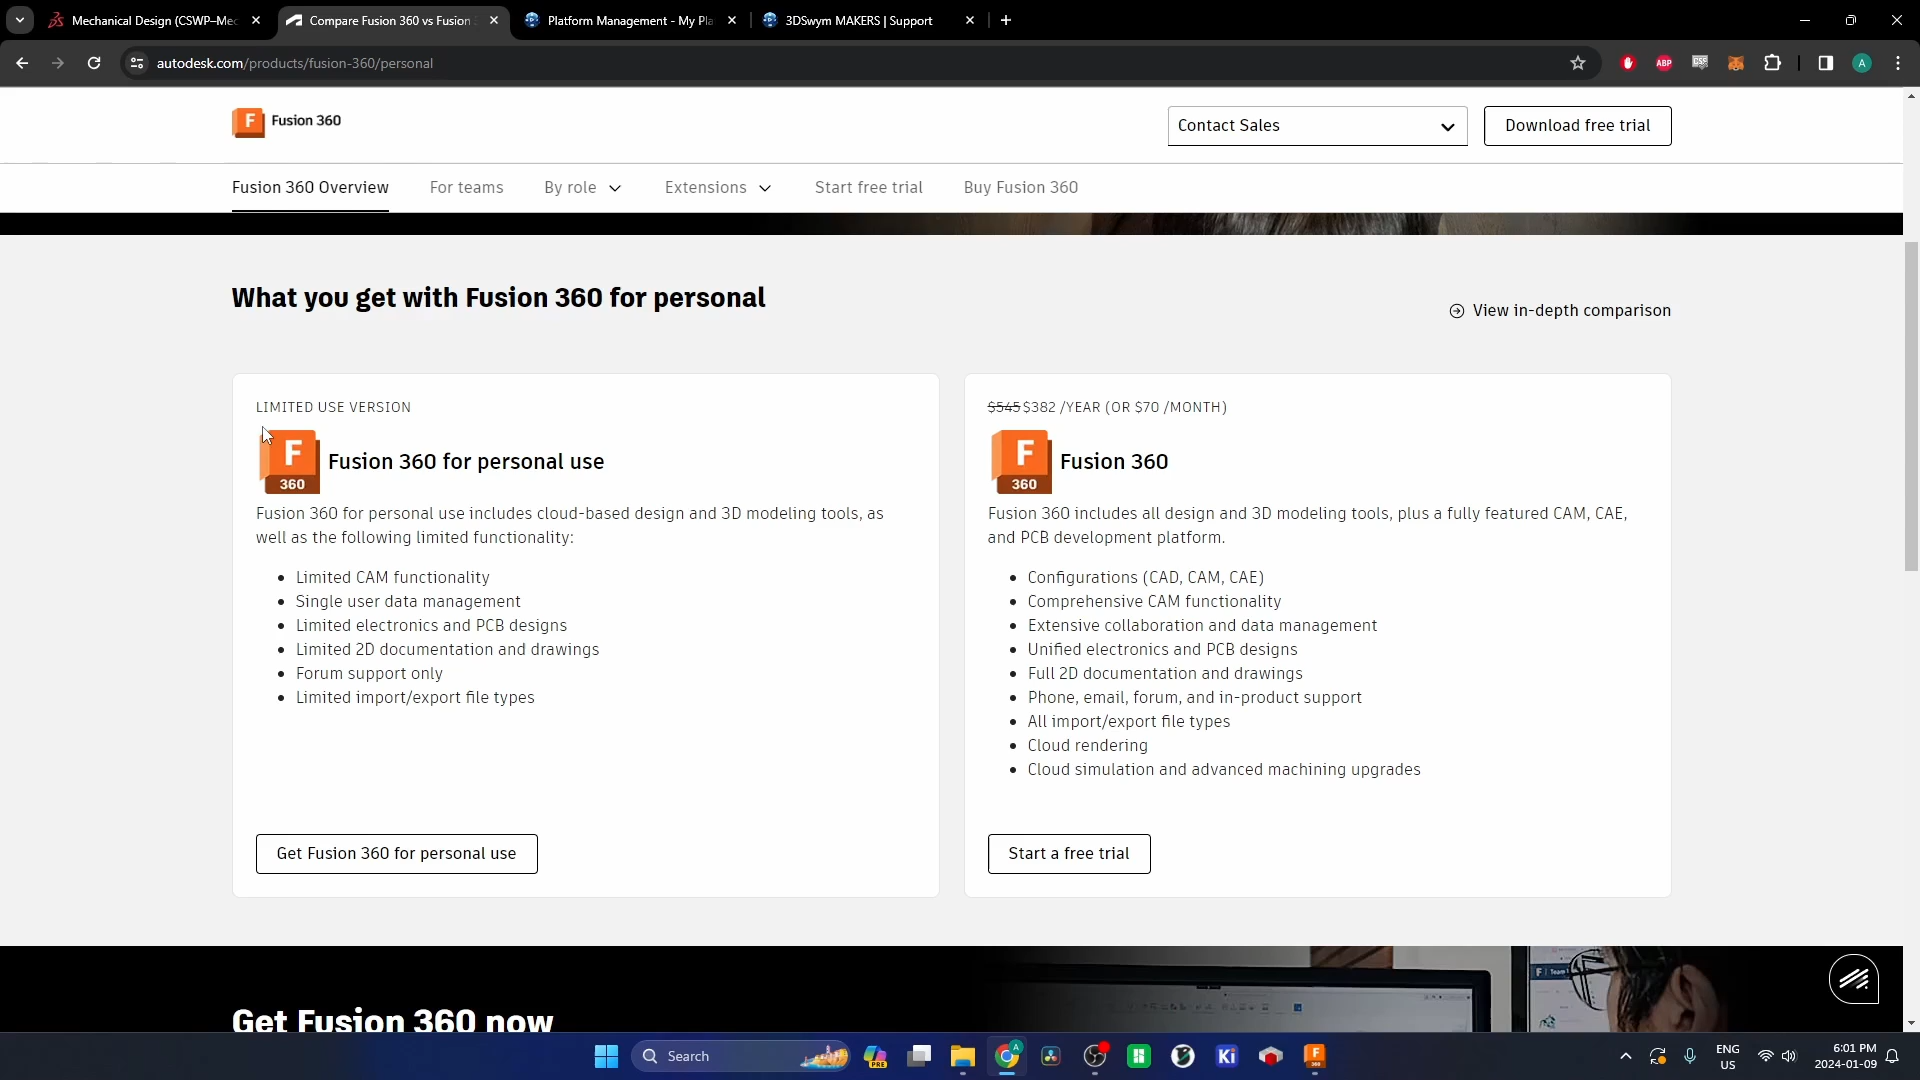 Mechanical Design (CSWP–Mec
Compare Fusion 360 vs Fusion 3
Platform Management - My Pla
3DSwym MAKERS | Support
autodesk.com/products/fusion-360/personal
ABP
A
F
Fusion 360
Contact Sales
Download free trial
Fusion 360 Overview
For teams
By role
Extensions
Start free trial
Buy Fusion 360
What you get with Fusion 360 for personal
View in-depth comparison
LIMITED USE VERSION
F
360
Fusion 360 for personal use
Fusion 360 for personal use includes cloud-based design and 3D modeling tools, as
well as the following limited functionality:
• Limited CAM functionality
• Single user data management
• Limited electronics and PCB designs
• Limited 2D documentation and drawings
• Forum support only
• Limited import/export file types
Get Fusion 360 for personal use
$545 $382 /YEAR (OR $70 /MONTH)
F
360
Fusion 360
Fusion 360 includes all design and 3D modeling tools, plus a fully featured CAM, CAE,
and PCB development platform.
• Configurations (CAD, CAM, CAE)
• Comprehensive CAM functionality
• Extensive collaboration and data management
• Unified electronics and PCB designs
• Full 2D documentation and drawings
• Phone, email, forum, and in-product support
• All import/export file types
• Cloud rendering
• Cloud simulation and advanced machining upgrades
Start a free trial
Get Fusion 360 now
Search
PRE
A
Ki
ENG
US
6:01 PM
2024-01-09